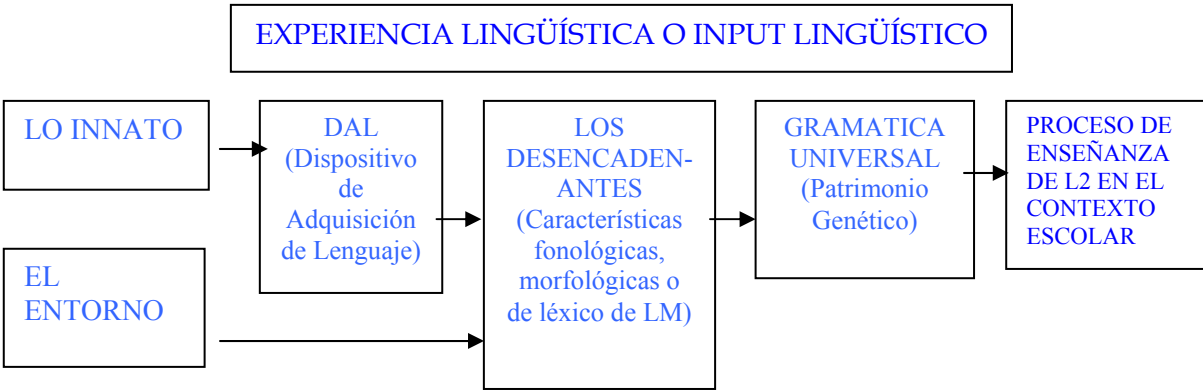 EXPERIENCIA LINGÜÍSTICA O INPUT LINGÜÍSTICO
LO INNATO
EL
ENTORNO
DAL
(Dispositivo
de
Adquisición
de Lenguaje)
LOS
DESENCADEN-
ANTES
(Características
fonológicas,
morfológicas o
de léxico de LM)
GRAMATICA
UNIVERSAL
(Patrimonio
Genético)
PROCESO DE
ENSEÑANZA
DE L2 EN EL
CONTEXTO
ESCOLAR